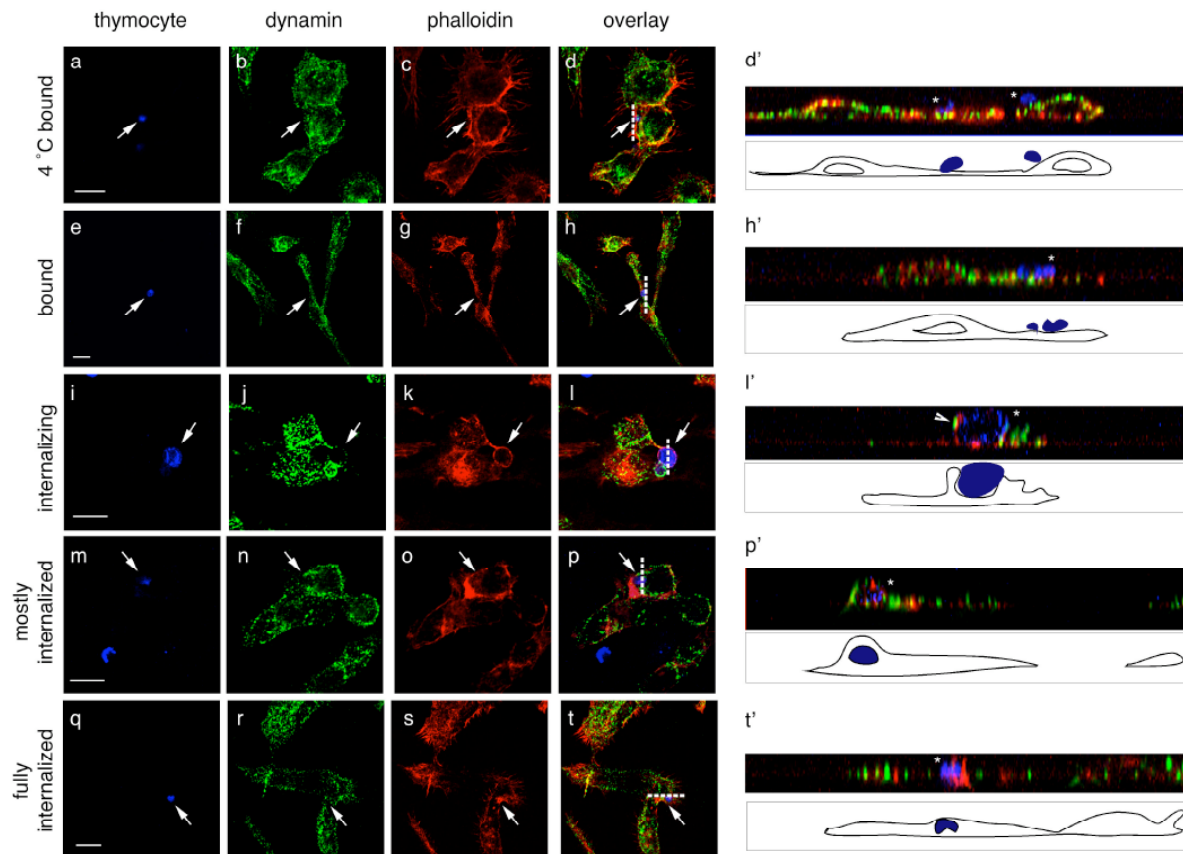 thymocyte dynamin phalloidin overlay
4 °C bound
a b c d d’
bound
e f g h h’
internalizing
i j k l l’
mostly internalized
m n o p p’
fully internalized
q r s t t’